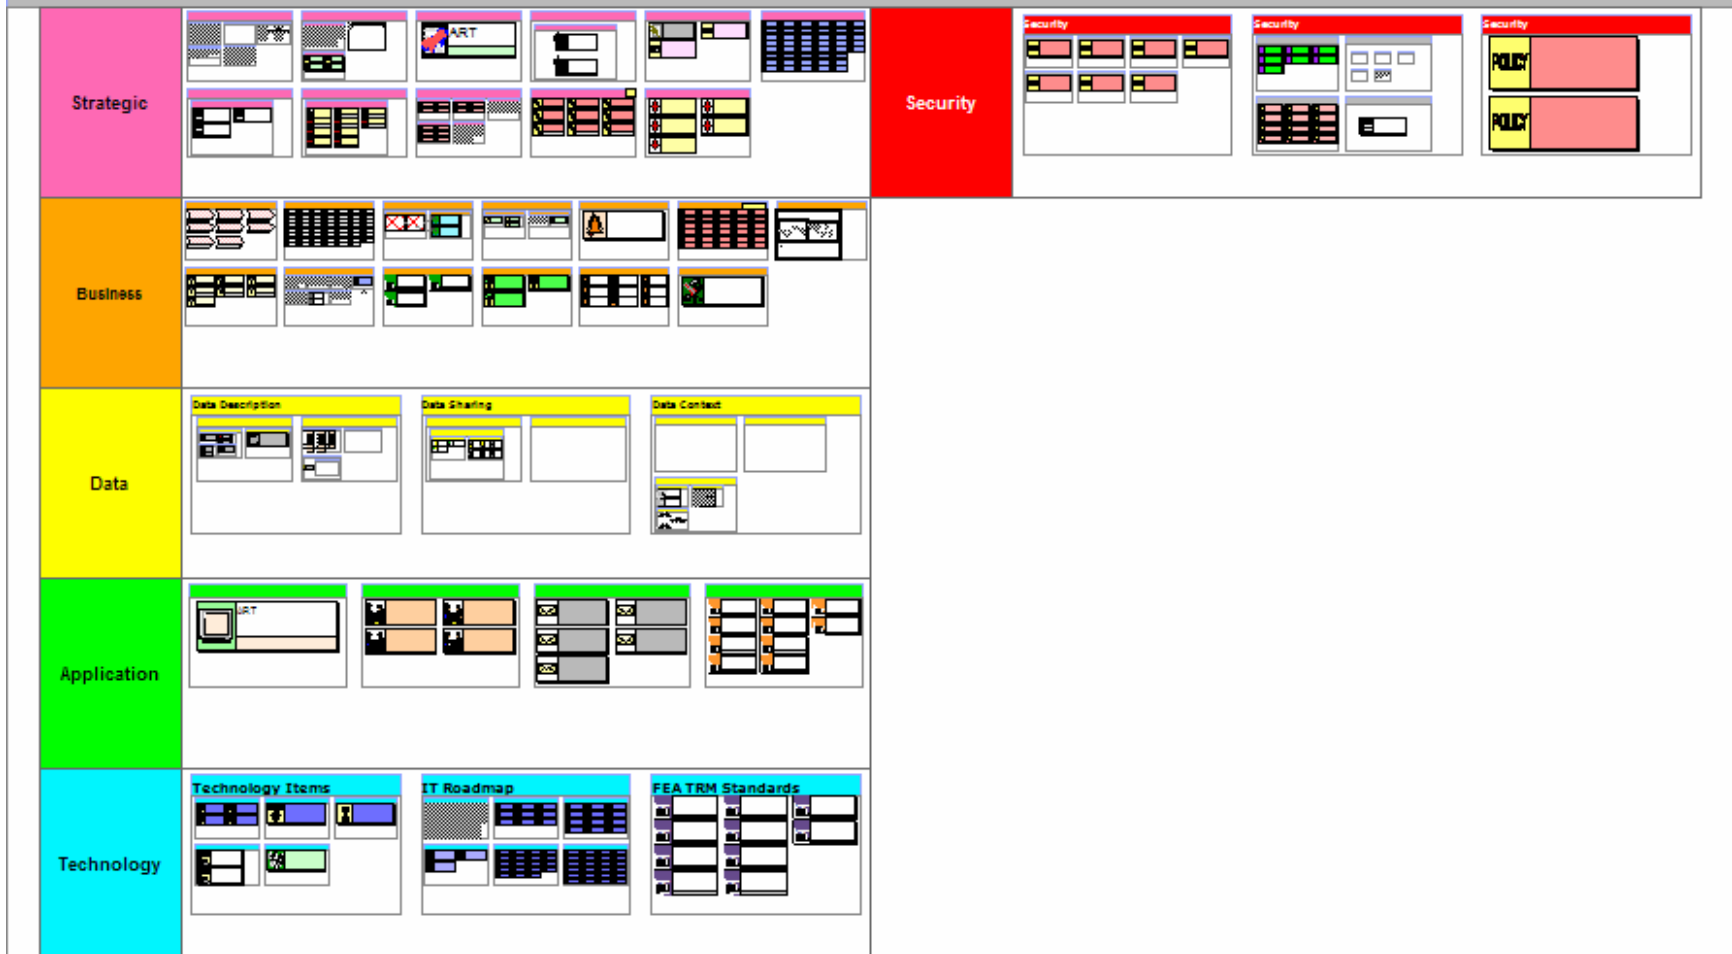 Strategic
ART
Security
Security
Security
Security
POLICY
POLICY
Business
Data
Data Description
Data Sharing
Data Context
Application
ART
Technology
Technology Items
IT Roadmap
FEA TRM Standards